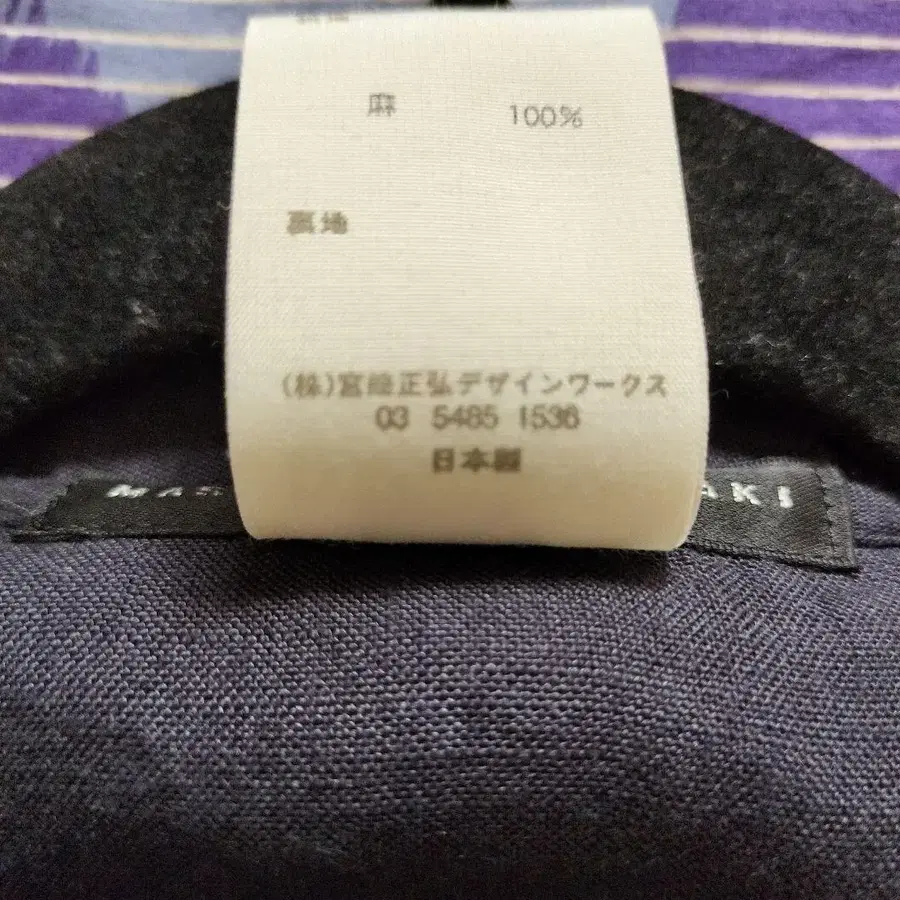 麻 100%
裏地
(株)宮崎正弘デザインワークス
03 5485 1536
日本製